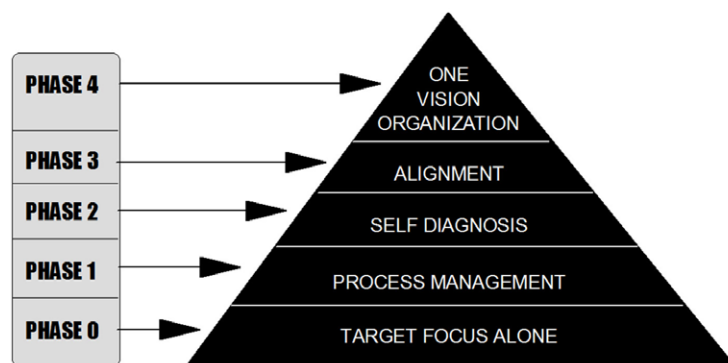 PHASE 4
ONE
VISION
ORGANIZATION
PHASE 3
ALIGNMENT
PHASE 2
SELF DIAGNOSIS
PHASE 1
PROCESS MANAGEMENT
PHASE 0
TARGET FOCUS ALONE